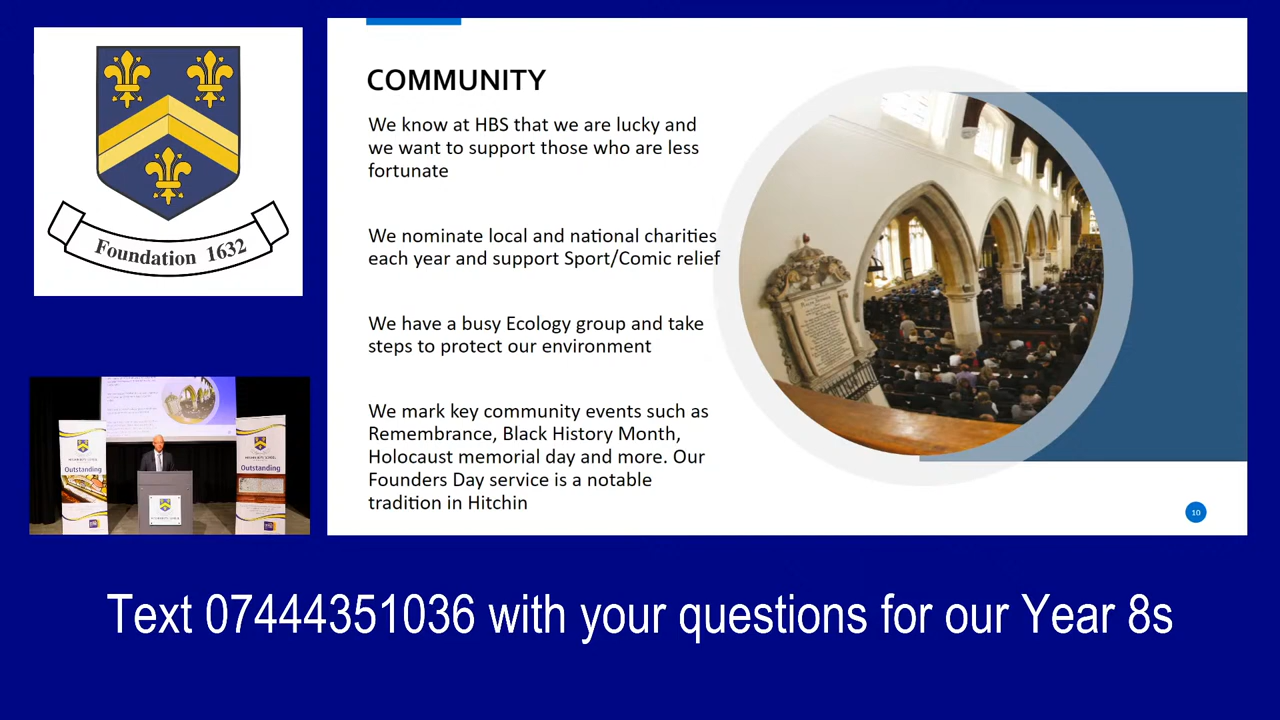 Foundation 1632
COMMUNITY
We know at HBS that we are lucky and
we want to support those who are less
fortunate
We nominate local and national charities
each year and support Sport/Comic relief
We have a busy Ecology group and take
steps to protect our environment
We mark key community events such as
Remembrance, Black History Month,
Holocaust memorial day and more. Our
Founders Day service is a notable
tradition in Hitchin
10
Outstanding
Outstanding
Text 07444351036 with your questions for our Year 8s